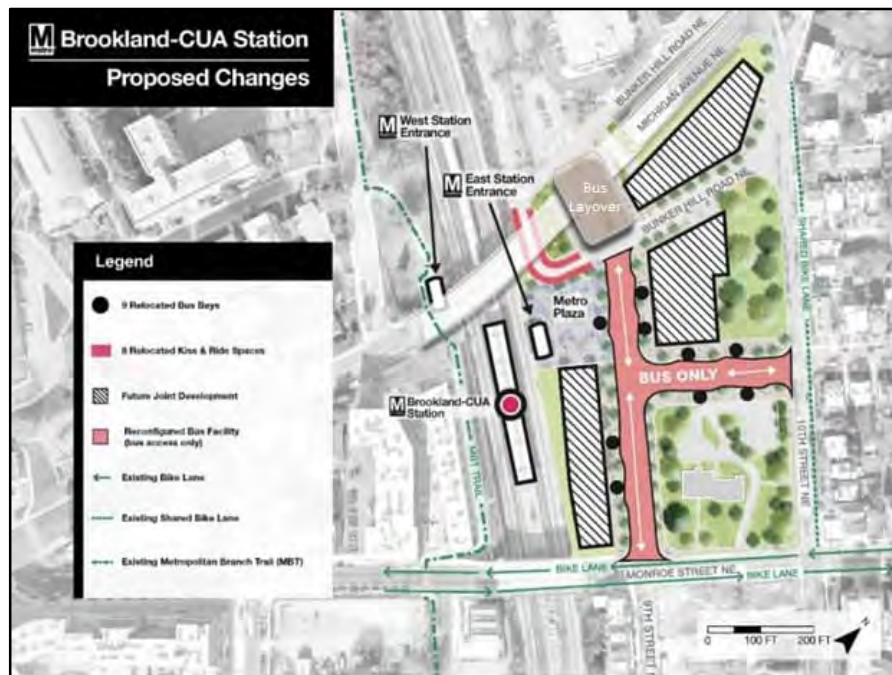 M Brookland-CUA Station
metro
Proposed Changes
M West Station
Entrance
M East Station
Entrance
BUNKER HILL ROAD NE
MICHIGAN AVENUE NE
Bus
Layover
BUNKER HILL ROAD NE
SHARED BIKE LANE
Metro
Plaza
BUS ONLY
M Brookland-CUA
Station
10TH STREET NE
MBT TRAIL
BIKE LANE
MONROE STREET NE
BIKE LANE
9TH STREET
0 100 FT 200 FT
N
Legend
9 Relocated Bus Bays
8 Relocated Kiss & Ride Spaces
Future Joint Development
Reconfigured Bus Facility
(bus access only)
Existing Bike Lane
Existing Shared Bike Lane
Existing Metropolitan Branch Trail (MBT)